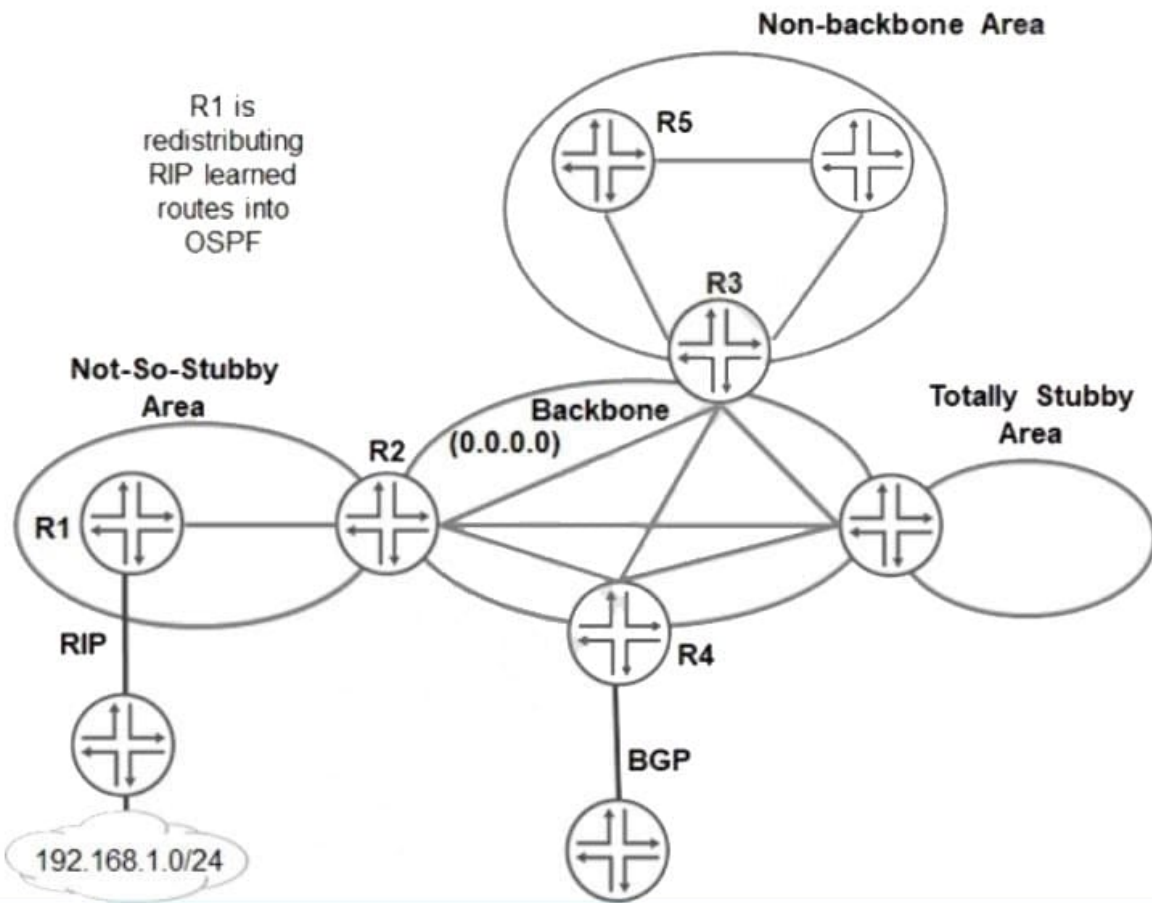 Non-backbone Area
R1 is
redistributing
RIP learned
routes into
OSPF
R5
R3
Not-So-Stubby
Area
Backbone
(0.0.0.0)
Totally Stubby
Area
R2
R1
RIP
R4
BGP
192.168.1.0/24